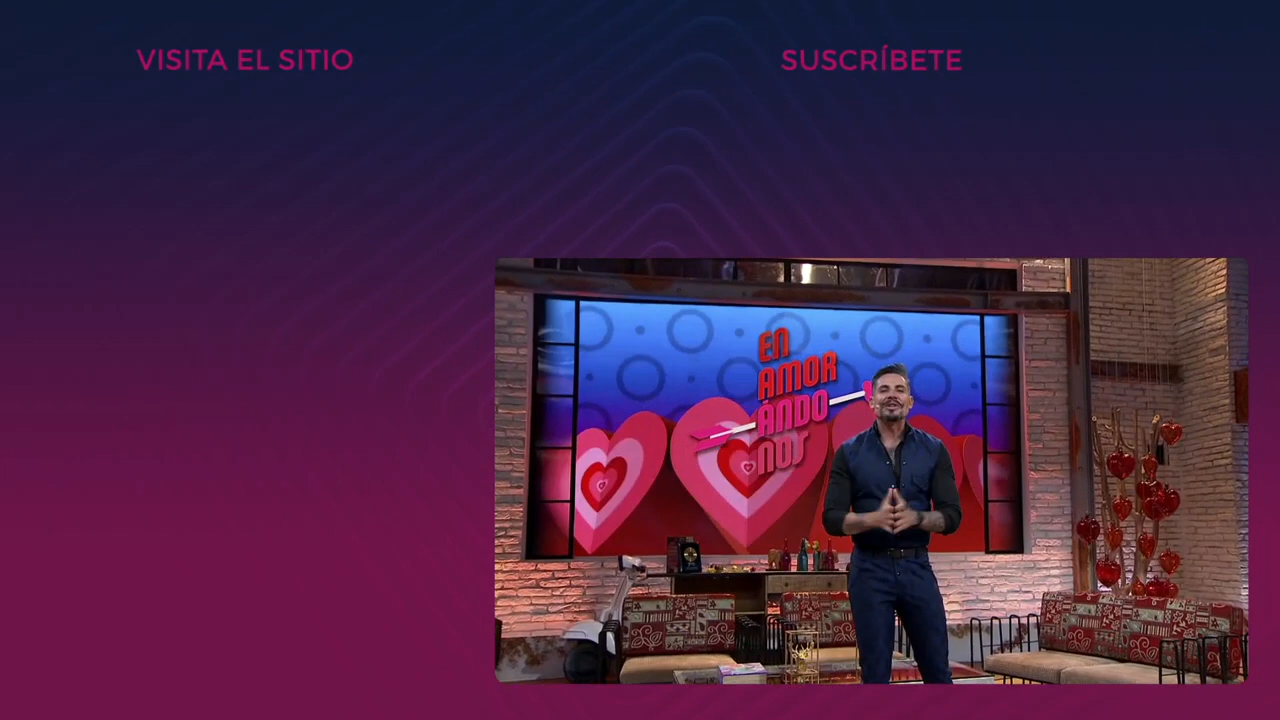 VISITA EL SITIO
SUSCRÍBETE
EN
AMOR
ÁNDO
NOS